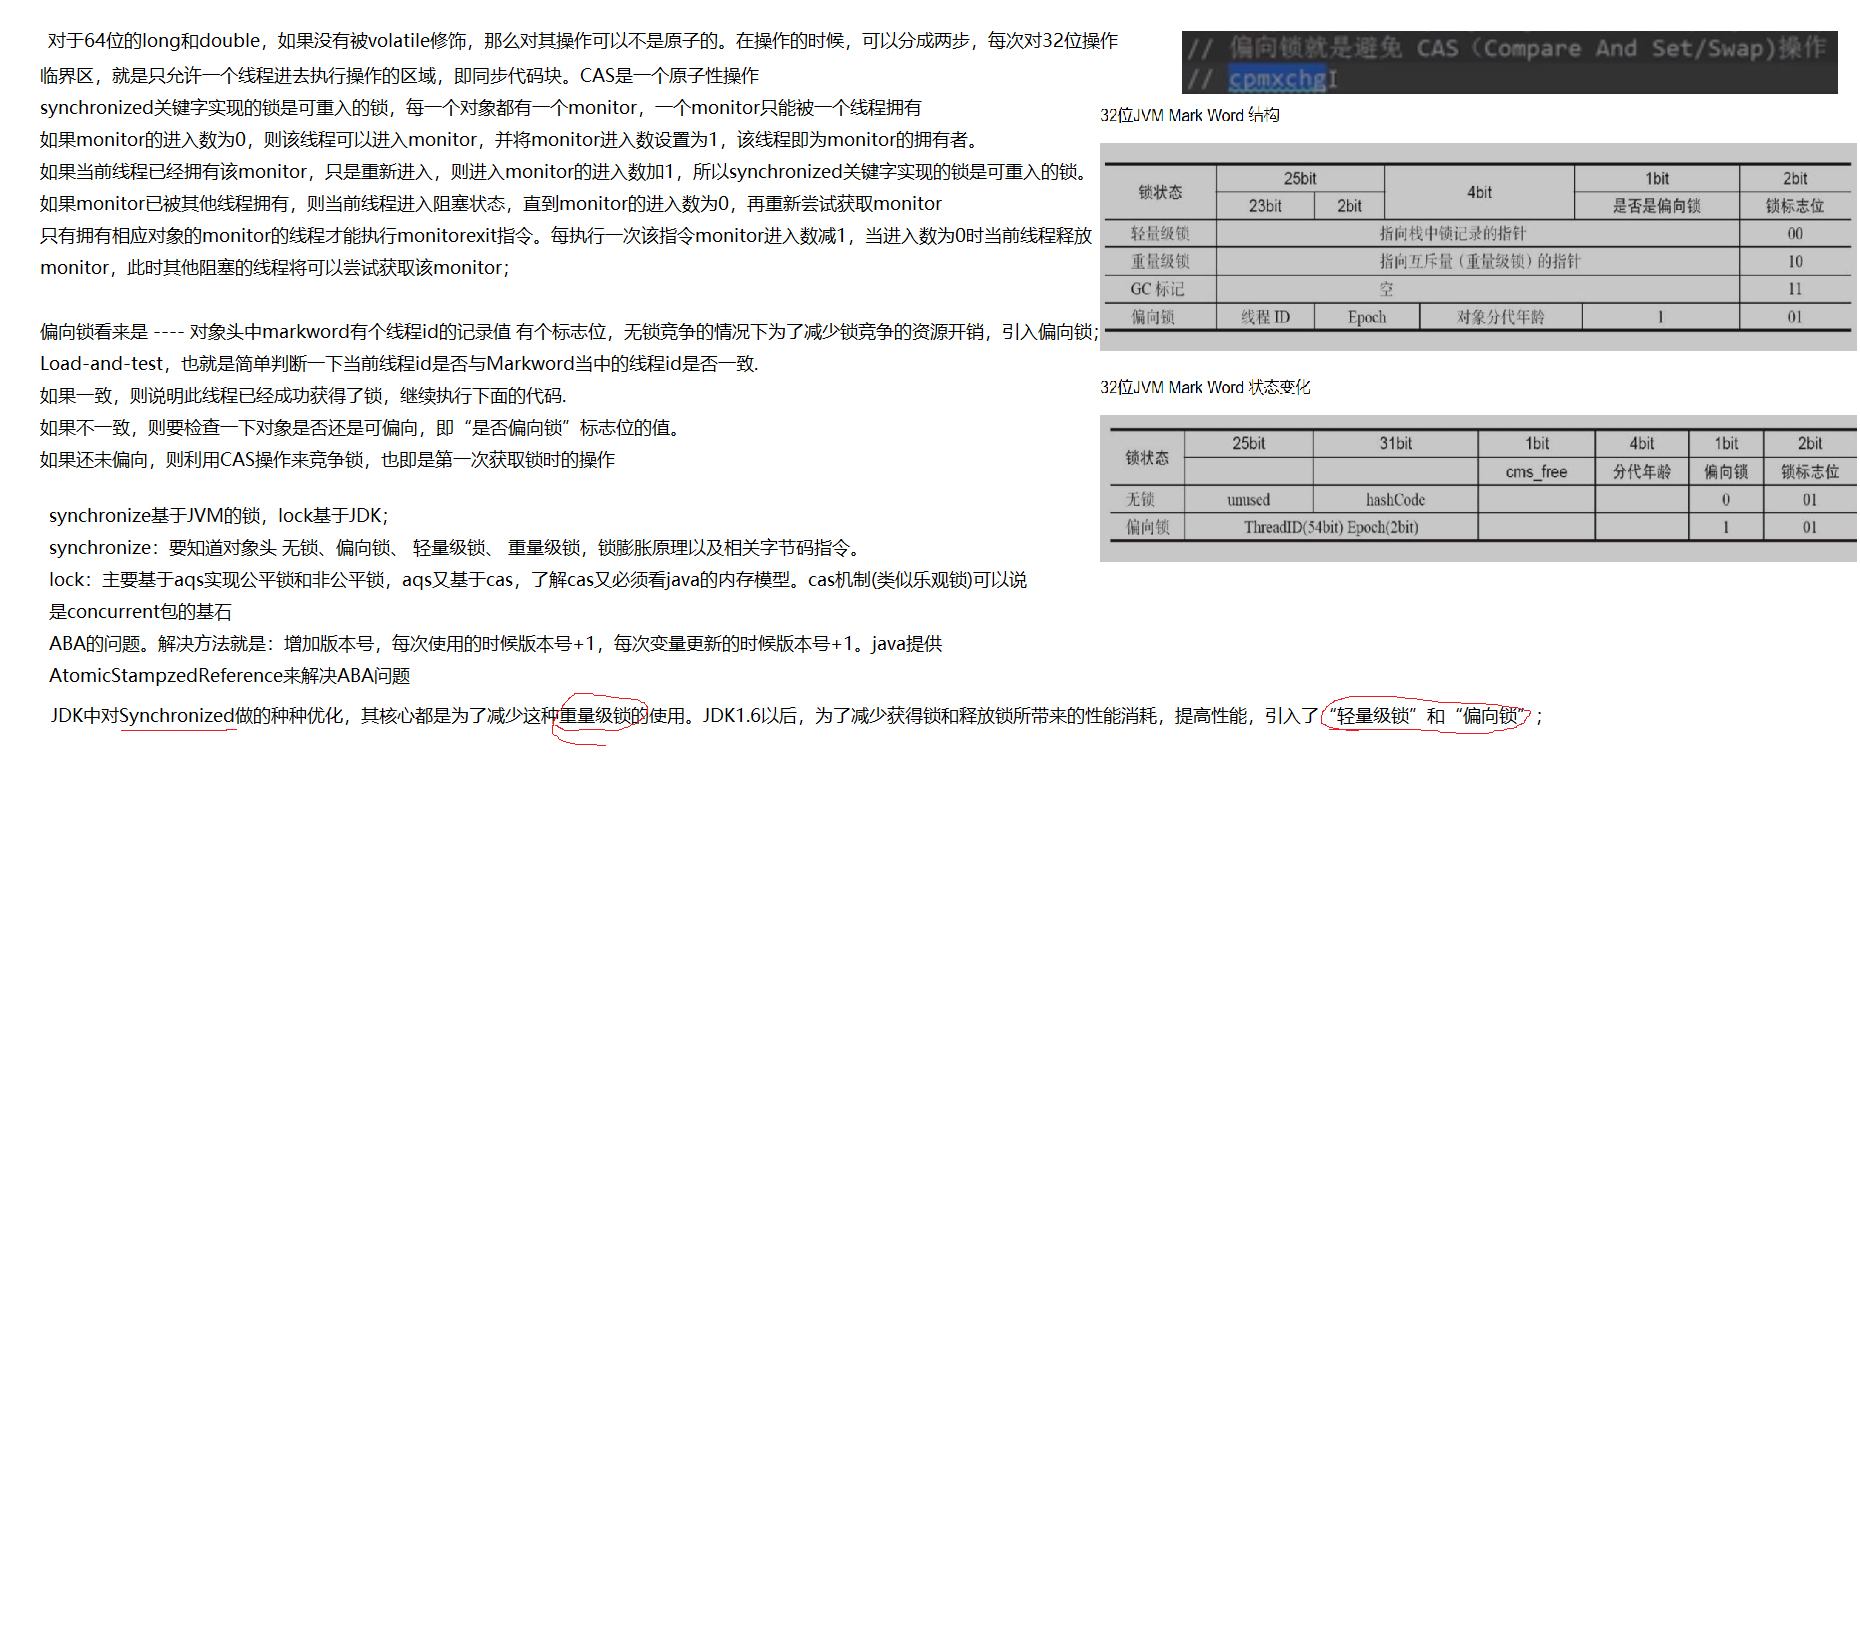 对于64位的long和double，如果没有被volatile修饰，那么对其操作可以不是原子的。在操作的时候，可以分成两步，每次对32位操作
临界区，就是只允许一个线程进去执行操作的区域，即同步代码块。CAS是一个原子性操作
synchronized关键字实现的锁是可重入的锁，每一个对象都有一个monitor，一个monitor只能被一个线程拥有
如果monitor的进入数为0，则该线程可以进入monitor，并将monitor进入数设置为1，该线程即为monitor的拥有者。
如果当前线程已经拥有该monitor，只是重新进入，则进入monitor的进入数加1，所以synchronized关键字实现的锁是可重入的锁。
如果monitor已被其他线程拥有，则当前线程进入阻塞状态，直到monitor的进入数为0，再重新尝试获取monitor
只有拥有相应对象的monitor的线程才能执行monitorexit指令。每执行一次该指令monitor进入数减1，当进入数为0时当前线程释放
monitor，此时其他阻塞的线程将可以尝试获取该monitor；
偏向锁看来是 ---- 对象头中markword有个线程id的记录值 有个标志位，无锁竞争的情况下为了减少锁竞争的资源开销，引入偏向锁；
Load-and-test，也就是简单判断一下当前线程id是否与Markword当中的线程id是否一致.
如果一致，则说明此线程已经成功获得了锁，继续执行下面的代码.
如果不一致，则要检查一下对象是否还是可偏向，即“是否偏向锁”标志位的值。
如果还未偏向，则利用CAS操作来竞争锁，也即是第一次获取锁时的操作
synchronize基于JVM的锁，lock基于JDK；
synchronize：要知道对象头 无锁、偏向锁、 轻量级锁、 重量级锁，锁膨胀原理以及相关字节码指令。
lock：主要基于aqs实现公平锁和非公平锁，aqs又基于cas，了解cas又必须看java的内存模型。cas机制(类似乐观锁)可以说
是concurrent包的基石
ABA的问题。解决方法就是：增加版本号，每次使用的时候版本号+1，每次变量更新的时候版本号+1。java提供
AtomicStampzedReference来解决ABA问题
JDK中对Synchronized做的种种优化，其核心都是为了减少这种重量级锁的使用。JDK1.6以后，为了减少获得锁和释放锁所带来的性能消耗，提高性能，引入了“轻量级锁”和“偏向锁”；
// 偏向锁就是避免 CAS（Compare And Set/Swap)操作
// cpmxchg
32位JVM Mark Word 结构
锁状态 25bit 4bit 1bit 2bit
23bit 2bit 是否是偏向锁 锁标志位
轻量级锁 指向栈中锁记录的指针 00
重量级锁 指向互斥量（重量级锁）的指针 10
GC 标记 空 11
偏向锁 线程 ID Epoch 对象分代年龄 1 01
32位JVM Mark Word 状态变化
锁状态 25bit 31bit 1bit 4bit 1bit 2bit
cms_free 分代年龄 偏向锁 锁标志位
无锁 unused hashCode 0 01
偏向锁 ThreadID(54bit) Epoch(2bit) 1 01